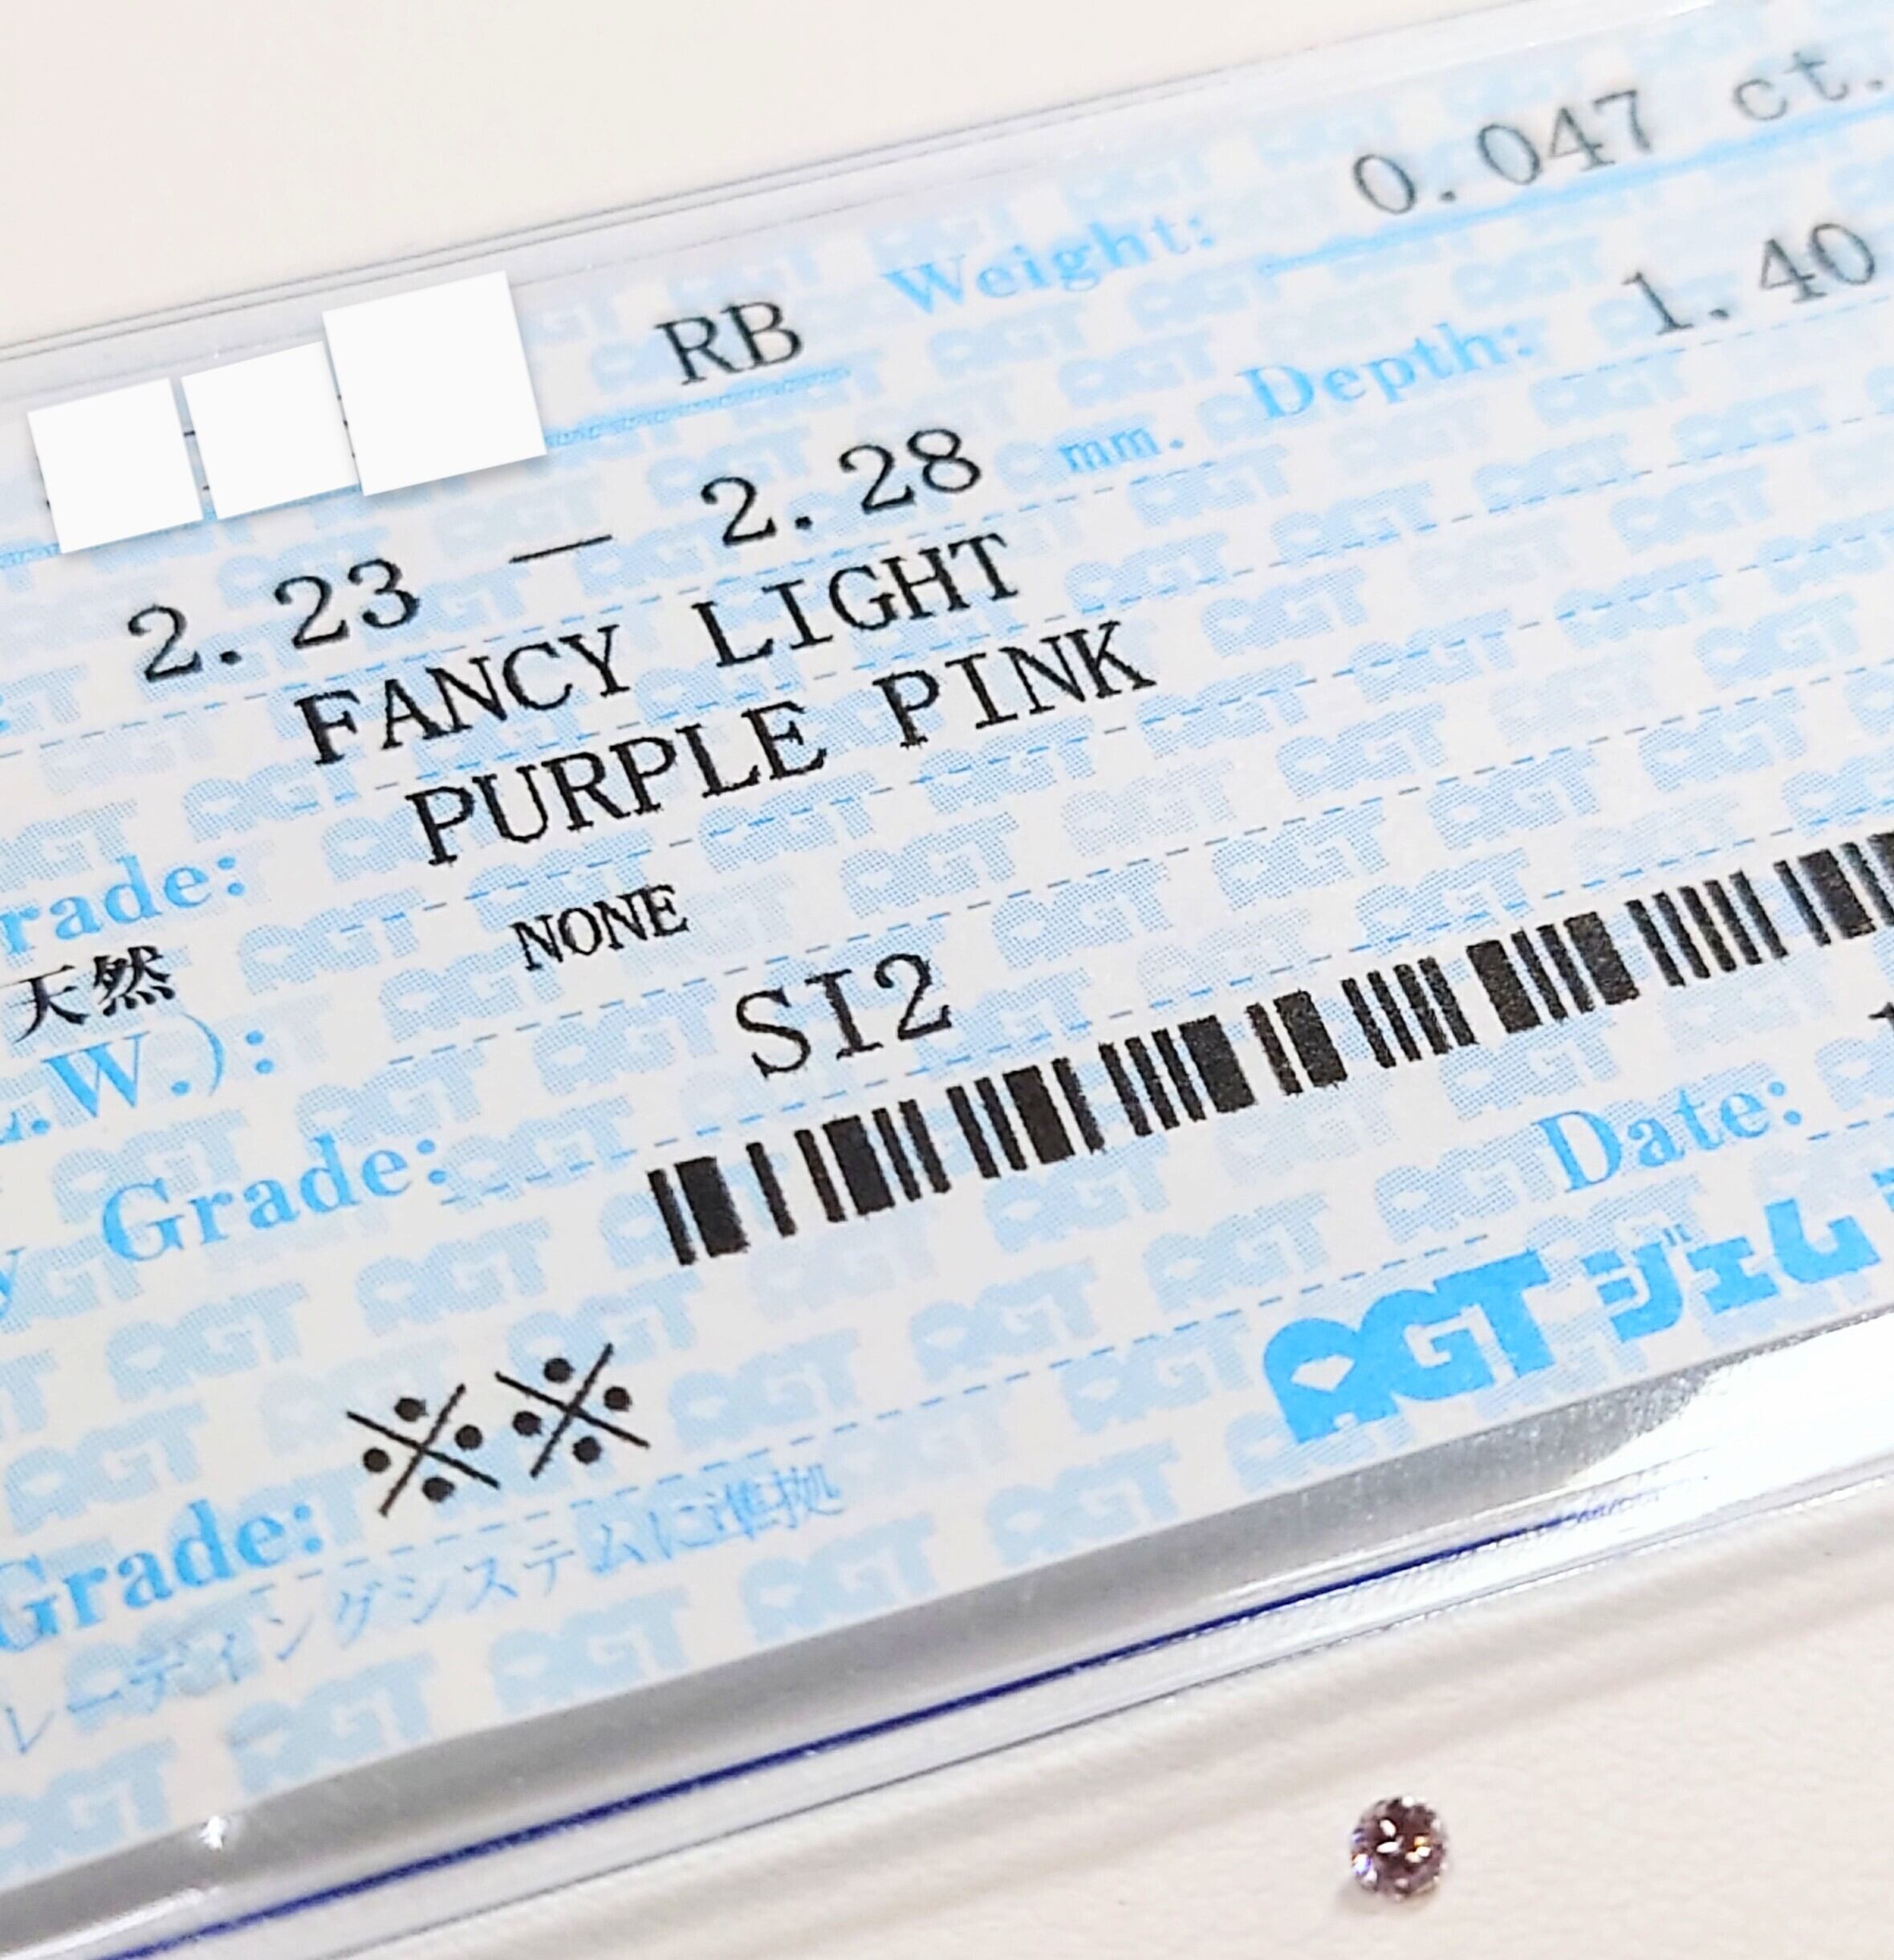 RB Weight: 0.047 ct.
2.23 — 2.28 mm. Depth: 1.40
FANCY LIGHT
rade: PURPLE PINK
天然 NONE
.W.):
Grade: SI2
Date:
AGT ジェム
Grade: ※※
レーディングシステムに準拠